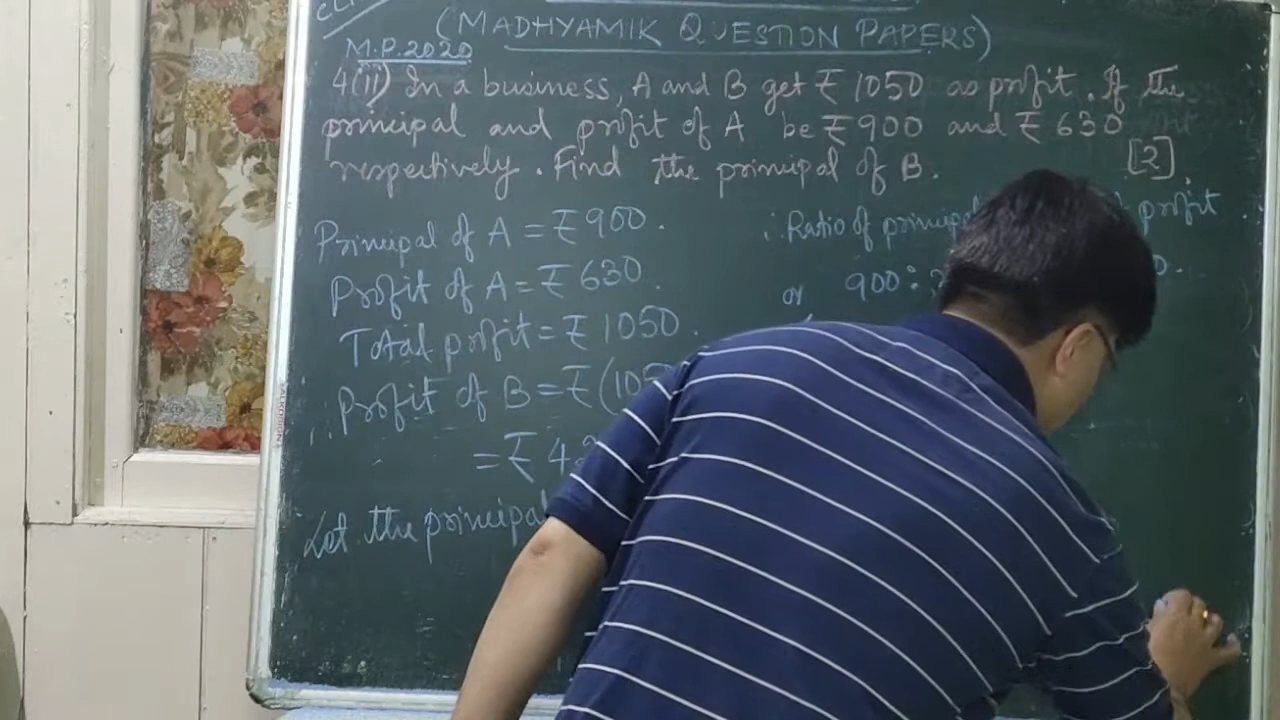 (MADHYAMIK QUESTION PAPERS)
M.P.2020
4(ii) In a business, A and B get ₹ 1050 as profit. If the
principal and profit of A be ₹ 900 and ₹ 630
respectively. Find the principal of B. [2].
Principal of A = ₹ 900.
Profit of A = ₹ 630.
Total profit = ₹ 1050.
∴ Profit of B = ₹ (10
= ₹ 42
Let the principal
∴ Ratio of principal profit
or 900 :